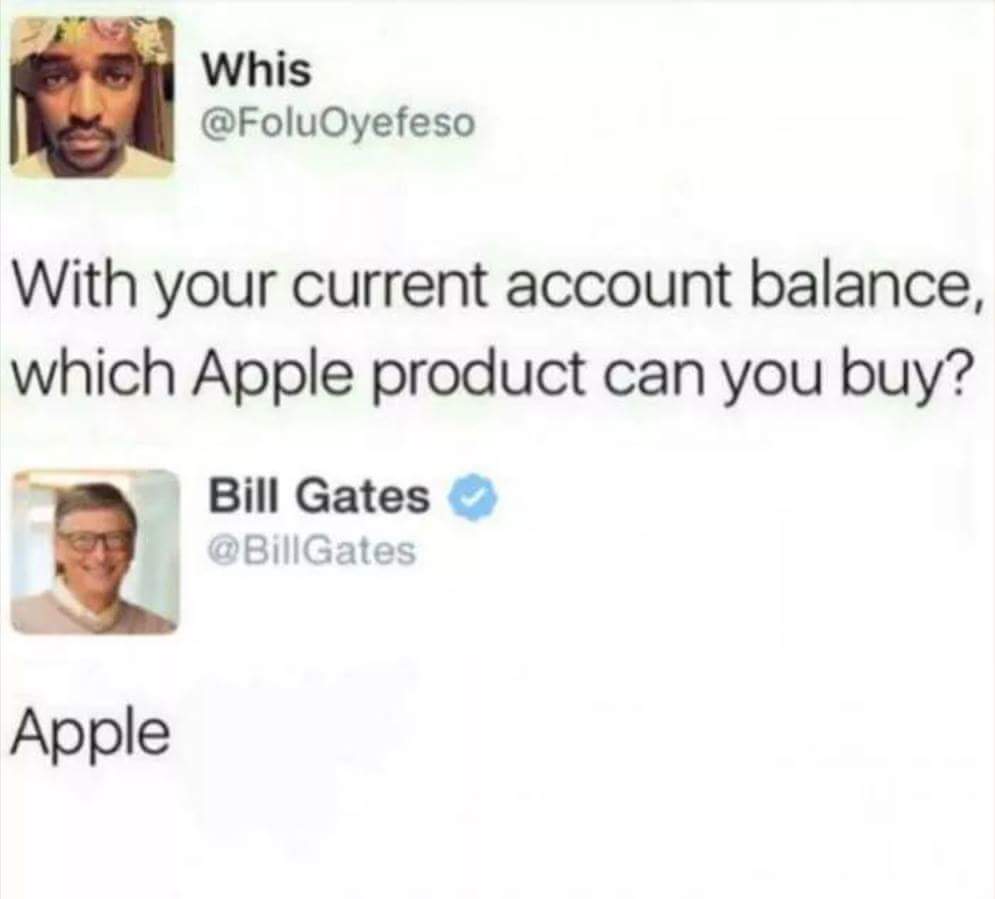 Whis
@FoluOyefeso
With your current account balance,
which Apple product can you buy?
Bill Gates
@BillGates
Apple